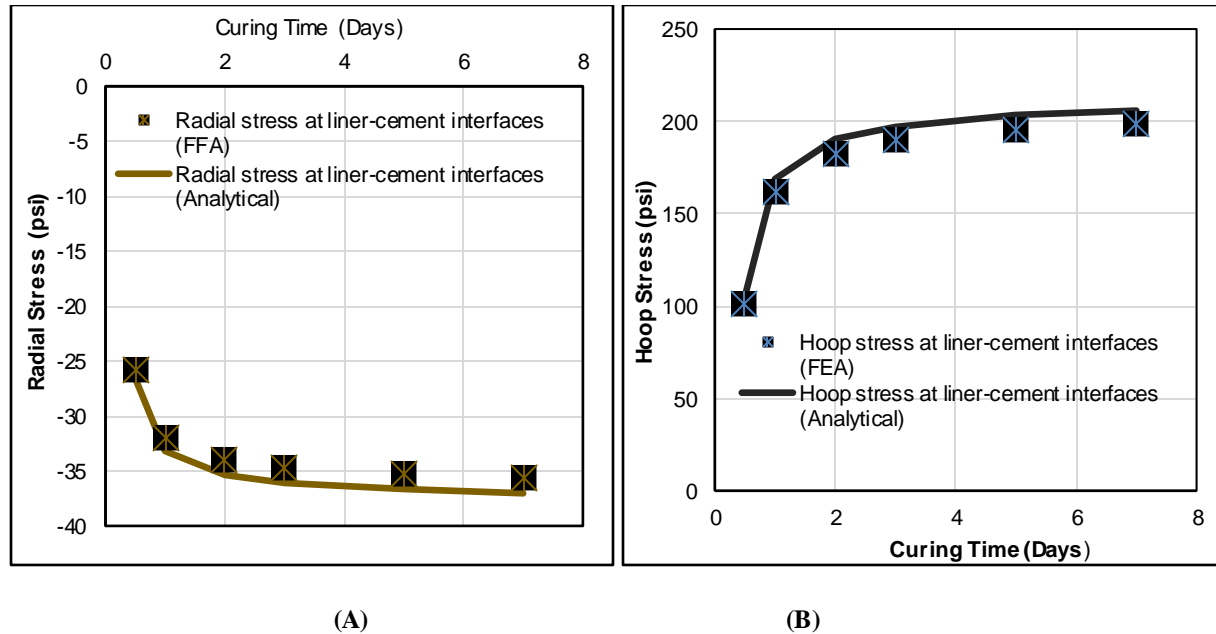 Curing Time (Days)
0 2 4 6 8
0
-5
-10
-15
-20
-25
-30
-35
-40
Radial Stress (psi)
Radial stress at liner-cement interfaces
(FFA)
Radial stress at liner-cement interfaces
(Analytical)
(A)
250
200
150
100
50
0
Hoop Stress (psi)
Hoop stress at liner-cement interfaces
(FEA)
Hoop stress at liner-cement interfaces
(Analytical)
0 2 4 6 8
Curing Time (Days)
(B)